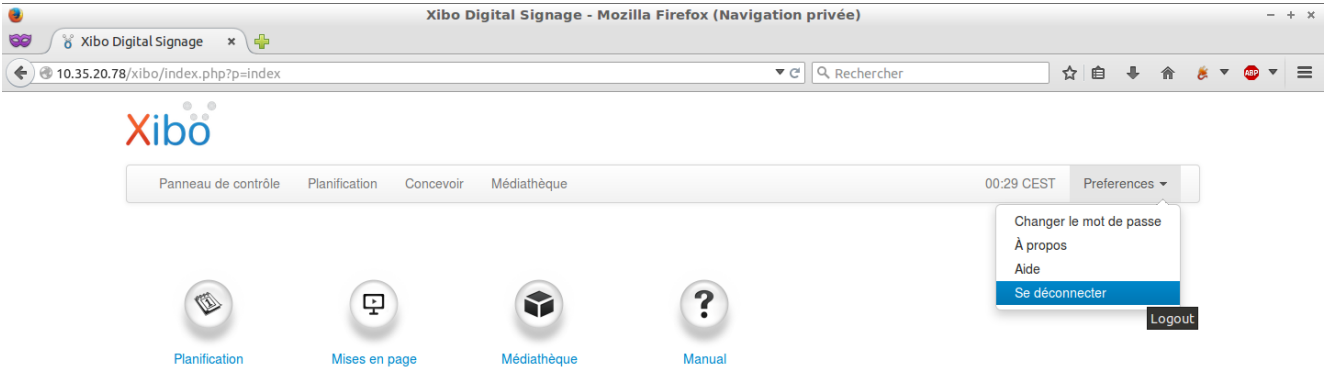 Xibo Digital Signage - Mozilla Firefox (Navigation privée)
Xibo Digital Signage
10.35.20.78/xibo/index.php?p=index
Rechercher
ABP
Xibo
Panneau de contrôle Planification Concevoir Médiathèque 00:29 CEST Preferences
Changer le mot de passe
À propos
Aide
Se déconnecter
Logout
Planification Mises en page Médiathèque Manual